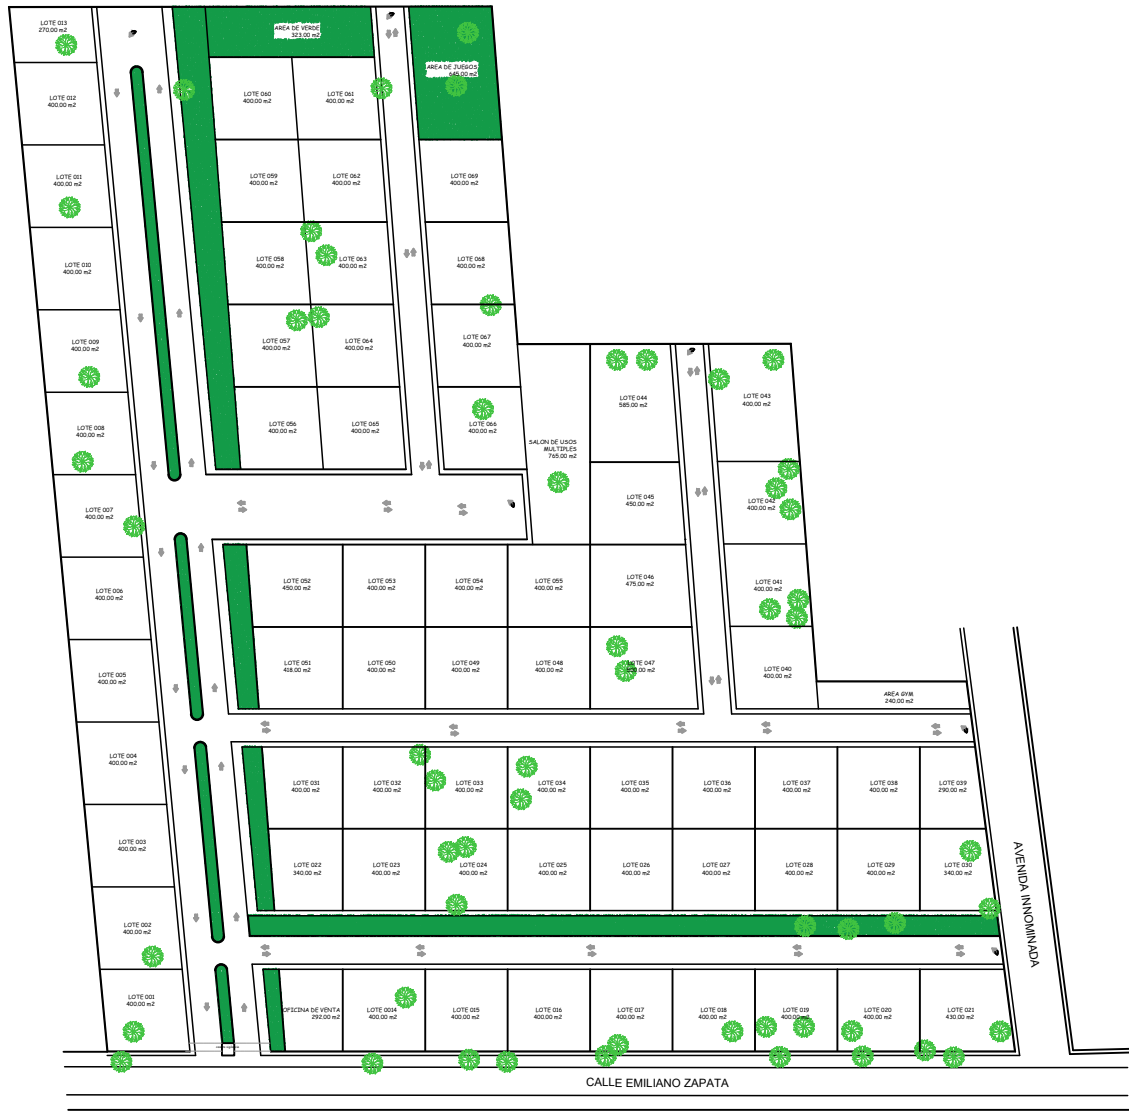 LOTE 013
270.00 m2
AREA DE VERDE
323.00 m2
AREA DE JUEGOS
645.00 m2
LOTE 012
400.00 m2
LOTE 060
400.00 m2
LOTE 061
400.00 m2
LOTE 011
400.00 m2
LOTE 059
400.00 m2
LOTE 062
400.00 m2
LOTE 069
400.00 m2
LOTE 010
400.00 m2
LOTE 058
400.00 m2
LOTE 063
400.00 m2
LOTE 068
400.00 m2
LOTE 009
400.00 m2
LOTE 057
400.00 m2
LOTE 064
400.00 m2
LOTE 067
400.00 m2
LOTE 008
400.00 m2
LOTE 056
400.00 m2
LOTE 065
400.00 m2
LOTE 066
400.00 m2
SALON DE USOS
MULTIPLES
765.00 m2
LOTE 044
585.00 m2
LOTE 043
400.00 m2
LOTE 007
400.00 m2
LOTE 045
450.00 m2
LOTE 042
400.00 m2
LOTE 006
400.00 m2
LOTE 052
450.00 m2
LOTE 053
400.00 m2
LOTE 054
400.00 m2
LOTE 055
400.00 m2
LOTE 046
475.00 m2
LOTE 041
400.00 m2
LOTE 005
400.00 m2
LOTE 051
418.00 m2
LOTE 050
400.00 m2
LOTE 049
400.00 m2
LOTE 048
400.00 m2
LOTE 047
LOTE 040
400.00 m2
AREA GYM
240.00 m2
LOTE 004
400.00 m2
LOTE 031
400.00 m2
LOTE 032
400.00 m2
LOTE 033
400.00 m2
LOTE 034
400.00 m2
LOTE 035
400.00 m2
LOTE 036
400.00 m2
LOTE 037
400.00 m2
LOTE 038
400.00 m2
LOTE 039
290.00 m2
LOTE 003
400.00 m2
LOTE 022
340.00 m2
LOTE 023
400.00 m2
LOTE 024
400.00 m2
LOTE 025
400.00 m2
LOTE 026
400.00 m2
LOTE 027
400.00 m2
LOTE 028
400.00 m2
LOTE 029
400.00 m2
LOTE 030
340.00 m2
AVENIDA INNOMINADA
LOTE 002
400.00 m2
LOTE 001
400.00 m2
OFICINA DE VENTA
292.00 m2
LOTE 0014
400.00 m2
LOTE 015
400.00 m2
LOTE 016
400.00 m2
LOTE 017
400.00 m2
LOTE 018
400.00 m2
LOTE 019
400.00 m2
LOTE 020
400.00 m2
LOTE 021
430.00 m2
CALLE EMILIANO ZAPATA